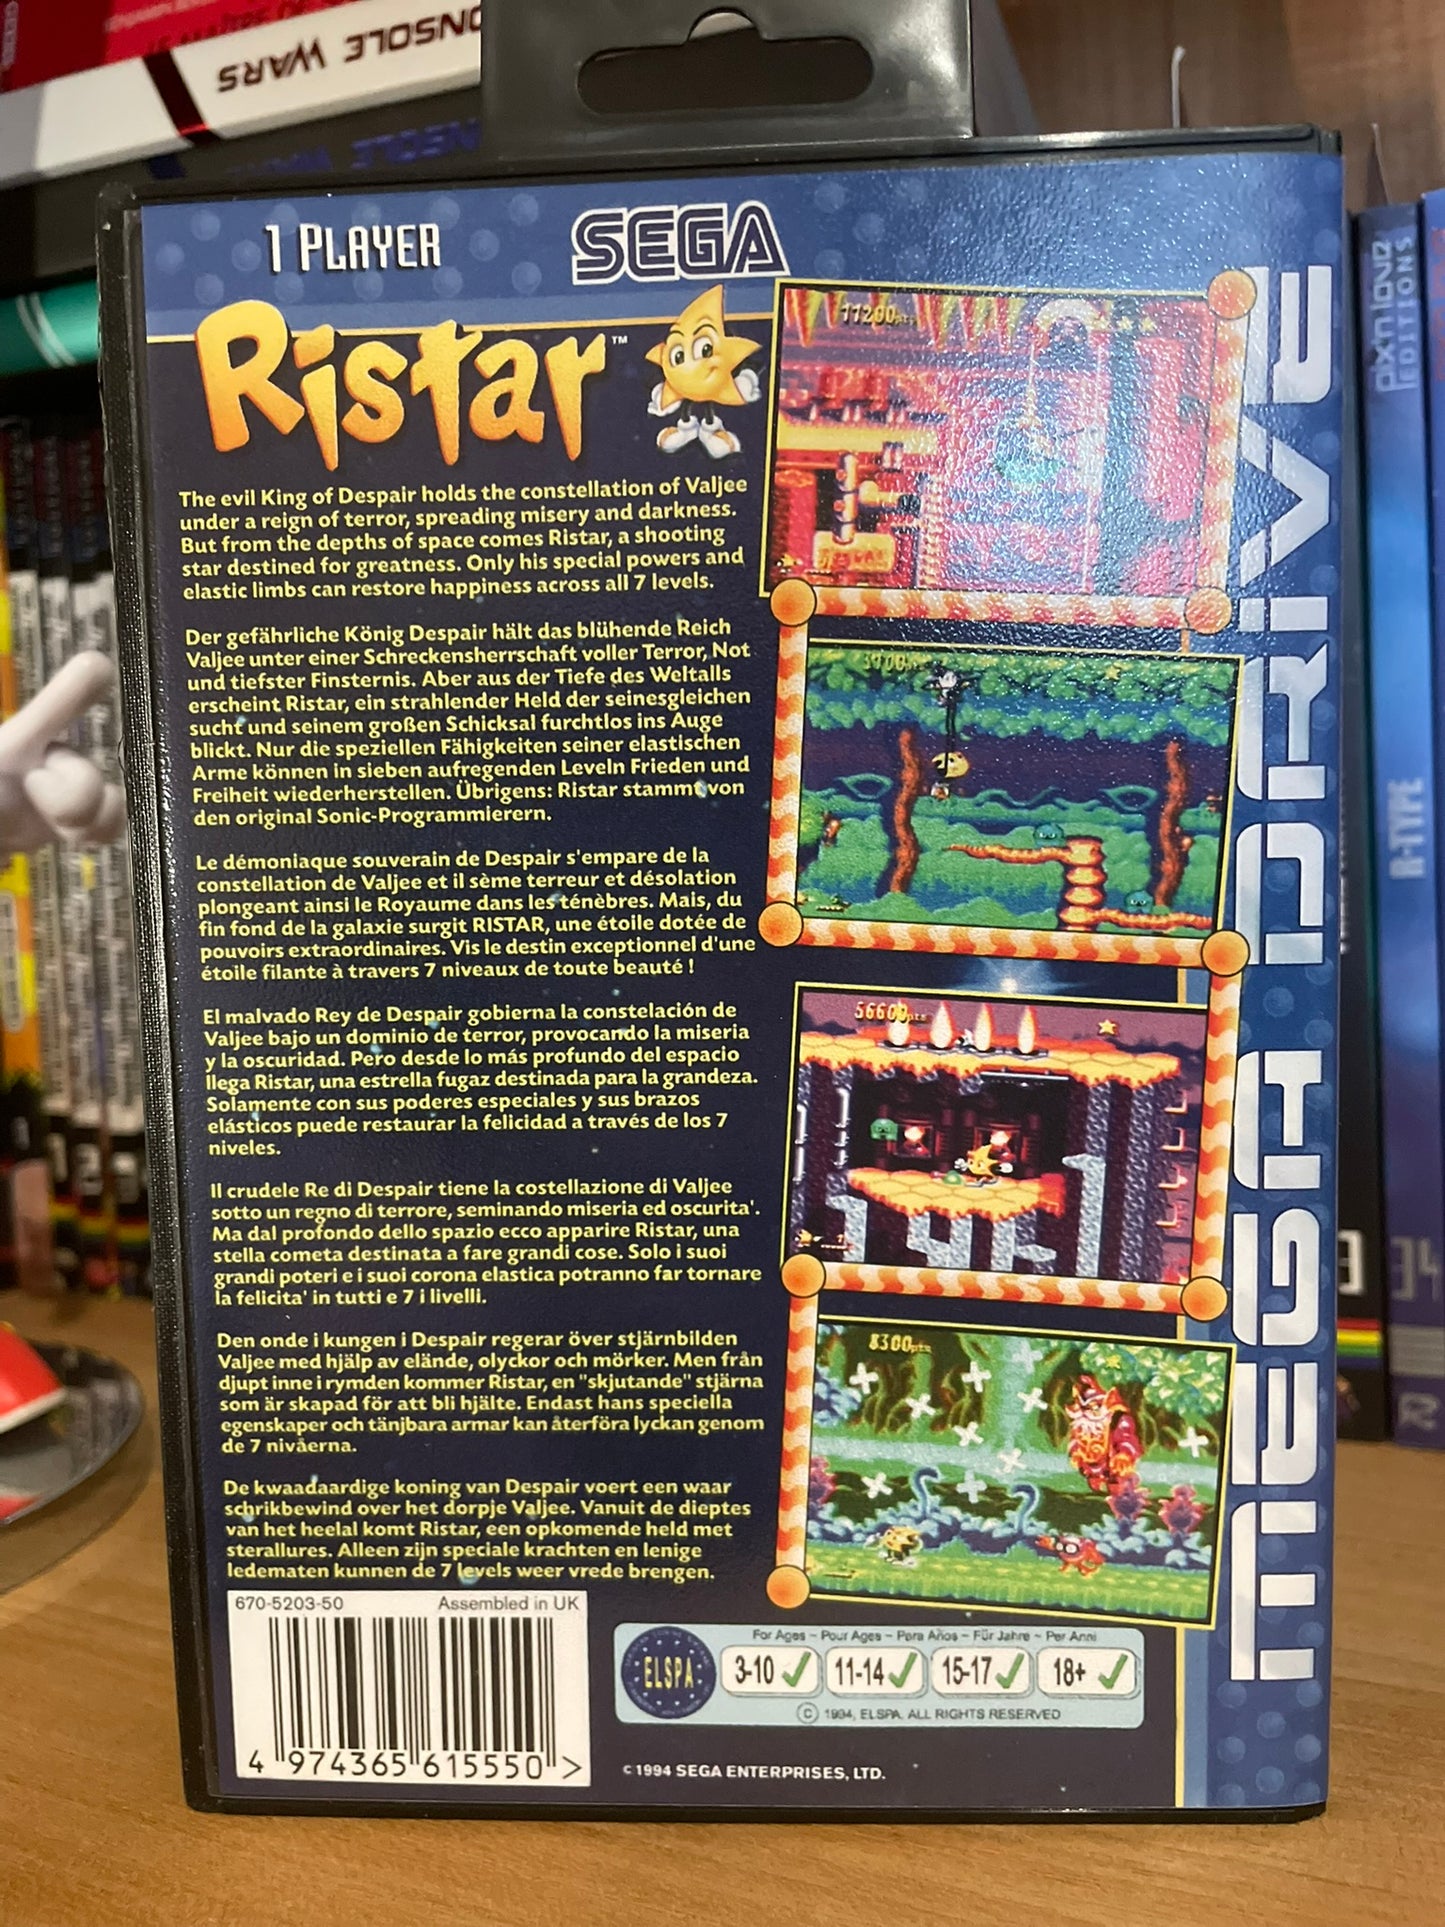 CONSOLE WARS
1 PLAYER
SEGA
Ristar™
The evil King of Despair holds the constellation of Valjee
under a reign of terror, spreading misery and darkness.
But from the depths of space comes Ristar, a shooting
star destined for greatness. Only his special powers and
elastic limbs can restore happiness across all 7 levels.
Der gefährliche König Despair hält das blühende Reich
Valjee unter einer Schreckensherrschaft voller Terror, Not
und tiefster Finsternis. Aber aus der Tiefe des Weltalls
erscheint Ristar, ein strahlender Held der seinesgleichen
sucht und seinem großen Schicksal furchtlos ins Auge
blickt. Nur die speziellen Fähigkeiten seiner elastischen
Arme können in sieben aufregenden Leveln Frieden und
Freiheit wiederherstellen. Übrigens: Ristar stammt von
den original Sonic-Programmierern.
Le démoniaque souverain de Despair s'empare de la
constellation de Valjee et il sème terreur et désolation
plongeant ainsi le Royaume dans les ténèbres. Mais, du
fin fond de la galaxie surgit RISTAR, une étoile dotée de
pouvoirs extraordinaires. Vis le destin exceptionnel d'une
étoile filante à travers 7 niveaux de toute beauté !
El malvado Rey de Despair gobierna la constelación de
Valjee bajo un dominio de terror, provocando la miseria
y la oscuridad. Pero desde lo más profundo del espacio
llega Ristar, una estrella fugaz destinada para la grandeza.
Solamente con sus poderes especiales y sus brazos
elásticos puede restaurar la felicidad a través de los 7
niveles.
Il crudele Re di Despair tiene la costellazione di Valjee
sotto un regno di terrore, seminando miseria ed oscurita'.
Ma dal profondo dello spazio ecco apparire Ristar, una
stella cometa destinata a fare grandi cose. Solo i suoi
grandi poteri e i suoi corona elastica potranno far tornare
la felicita' in tutti e 7 i livelli.
Den onde i kungen i Despair regerar över stjärnbilden
Valjee med hjälp av elände, olyckor och mörker. Men från
djupt inne i rymden kommer Ristar, en "skjutande" stjärna
som är skapad för att bli hjälte. Endast hans speciella
egenskaper och tänjbara armar kan återföra lyckan genom
de 7 nivåerna.
De kwaadaardige koning van Despair voert een waar
schrikbewind over het dorpje Valjee. Vanuit de dieptes
van het heelal komt Ristar, een opkomende held met
sterallures. Alleen zijn speciale krachten en lenige
ledematen kunnen de 7 levels weer vrede brengen.
11200pts
3700
56600pts
8300pts
MEGA DRIVE
670-5203-50 Assembled in UK
4 974365 615550 >
ELSPA
For Ages ~ Pour Ages ~ Para Años ~ Für Jahre ~ Per Anni
3-10 ✓ 11-14 ✓ 15-17 ✓ 18+ ✓
© 1994, ELSPA. ALL RIGHTS RESERVED
© 1994 SEGA ENTERPRISES, LTD.
pixn love
EDITIONS
R-TYPE
34